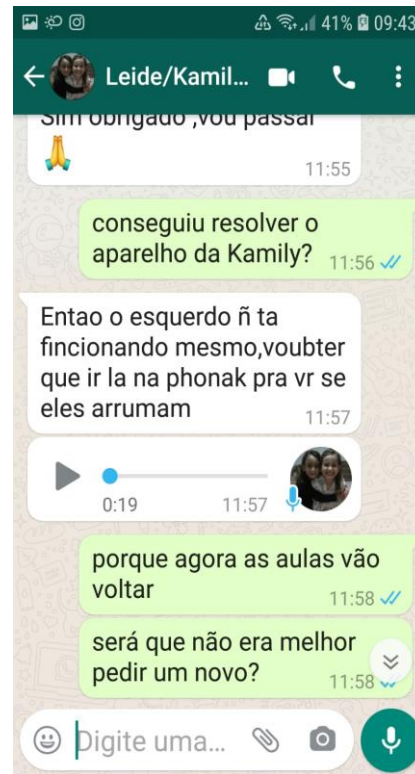 41% 09:43
Leide/Kamil...
Sim obrigado ,vou passar
11:55
conseguiu resolver o
aparelho da Kamily?
11:56
Entao o esquerdo ñ ta
fincionando mesmo,voubter
que ir la na phonak pra vr se
eles arrumam
11:57
0:19
11:57
porque agora as aulas vão
voltar
11:58
será que não era melhor
pedir um novo?
11:58
Digite uma...